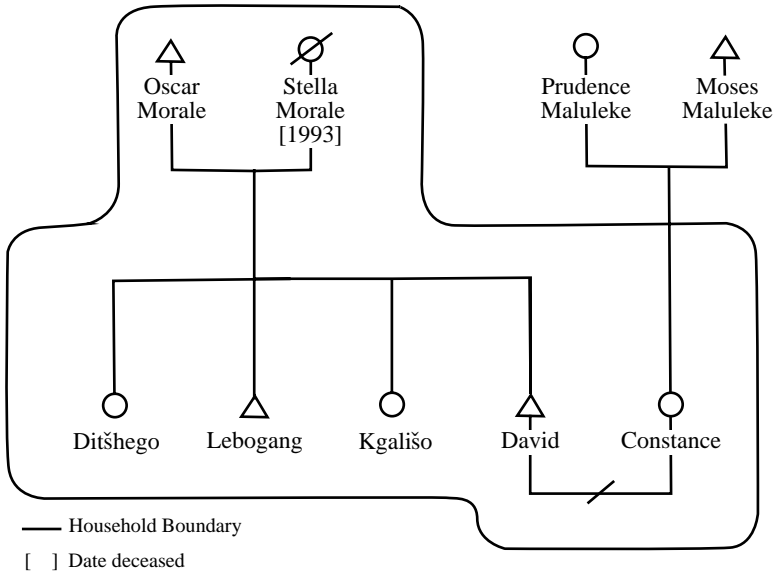 Oscar
Morale
Stella
Morale
[1993]
Prudence
Maluleke
Moses
Maluleke
Ditšhego
Lebogang
Kgališo
David
Constance
Household Boundary
[ ] Date deceased